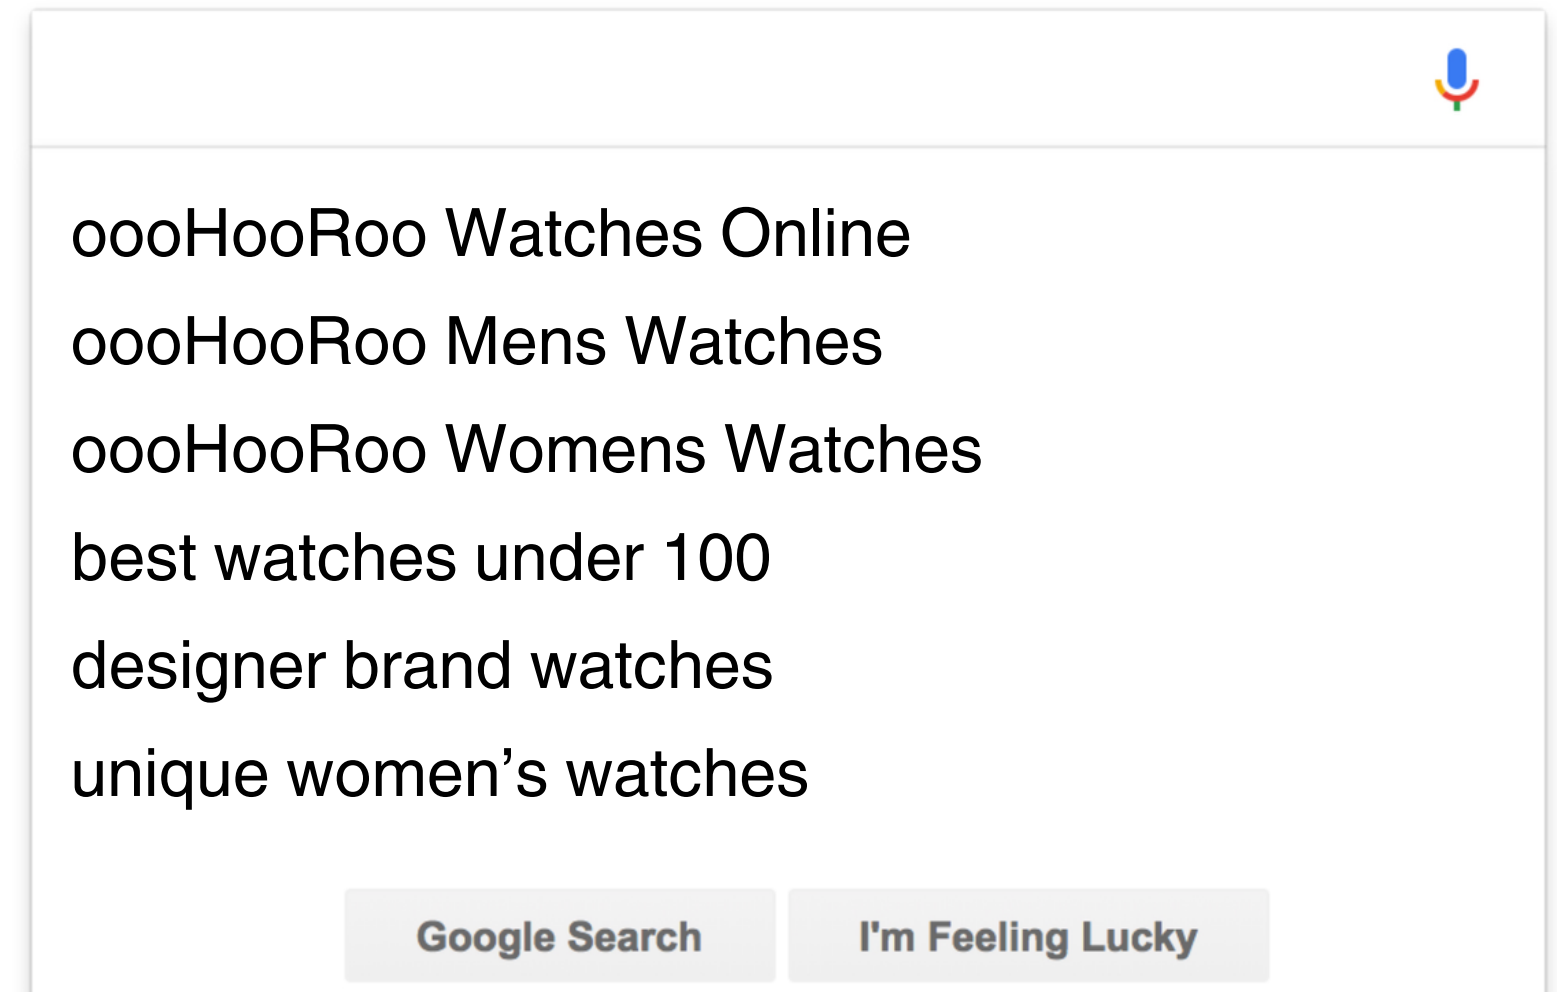 oooHooRoo Watches Online
oooHooRoo Mens Watches
oooHooRoo Womens Watches
best watches under 100
designer brand watches
unique women’s watches
Google Search
I'm Feeling Lucky